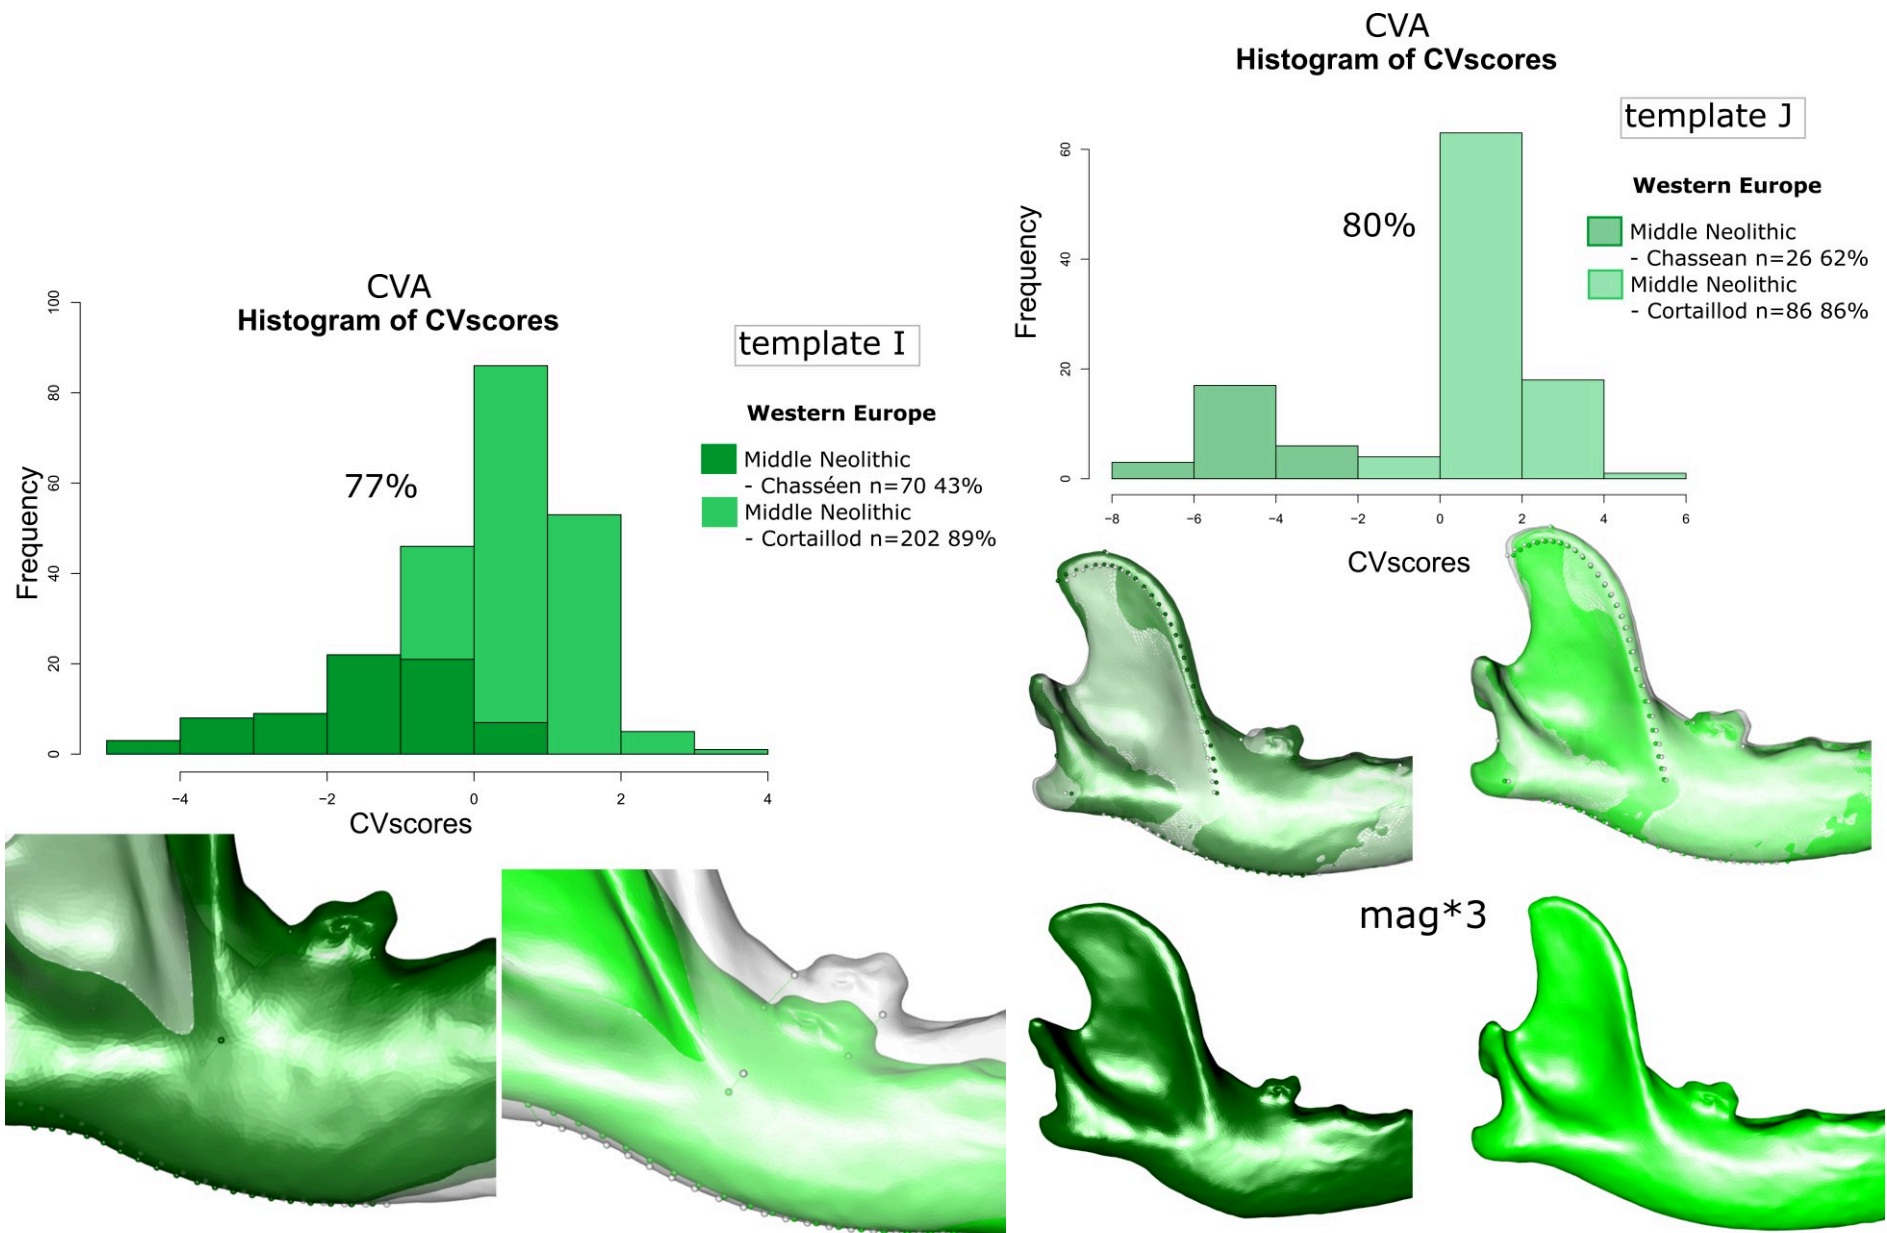 CVA
Histogram of CVscores
template I
Western Europe
Middle Neolithic
- Chasséen n=70 43%
Middle Neolithic
- Cortaillod n=202 89%
77%
Frequency
0
20
40
60
80
100
−4
−2
0
2
4
CVscores
CVA
Histogram of CVscores
template J
Western Europe
Middle Neolithic
- Chassean n=26 62%
Middle Neolithic
- Cortaillod n=86 86%
80%
Frequency
0
20
40
60
−8
−6
−4
−2
0
2
4
6
CVscores
mag*3